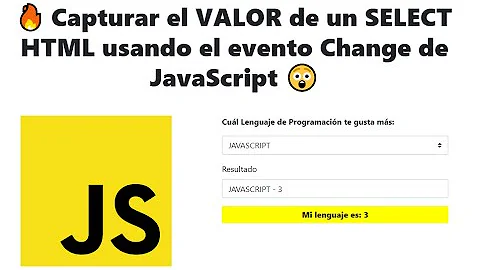 🔥 Capturar el VALOR de un SELECT
HTML usando el evento Change de
JavaScript 😲
JS
Cuál Lenguaje de Programación te gusta más:
JAVASCRIPT
Resultado
JAVASCRIPT - 3
Mi lenguaje es: 3